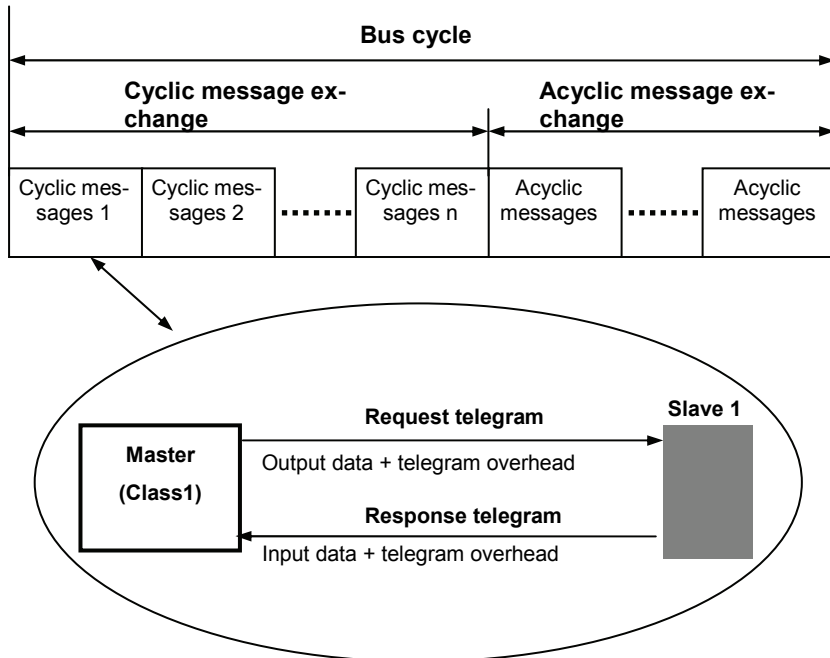 Bus cycle
Cyclic message ex-
change
Acyclic message ex-
change
Cyclic mes-
sages 1
Cyclic mes-
sages 2
Cyclic mes-
sages n
Acyclic
messages
Acyclic
messages
Master
(Class1)
Request telegram
Output data + telegram overhead
Response telegram
Input data + telegram overhead
Slave 1